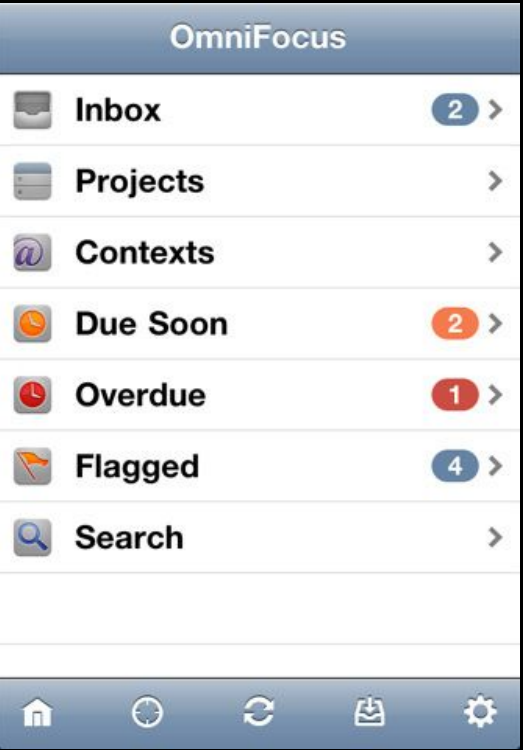 OmniFocus
Inbox 2
Projects
Contexts
Due Soon 2
Overdue 1
Flagged 4
Search